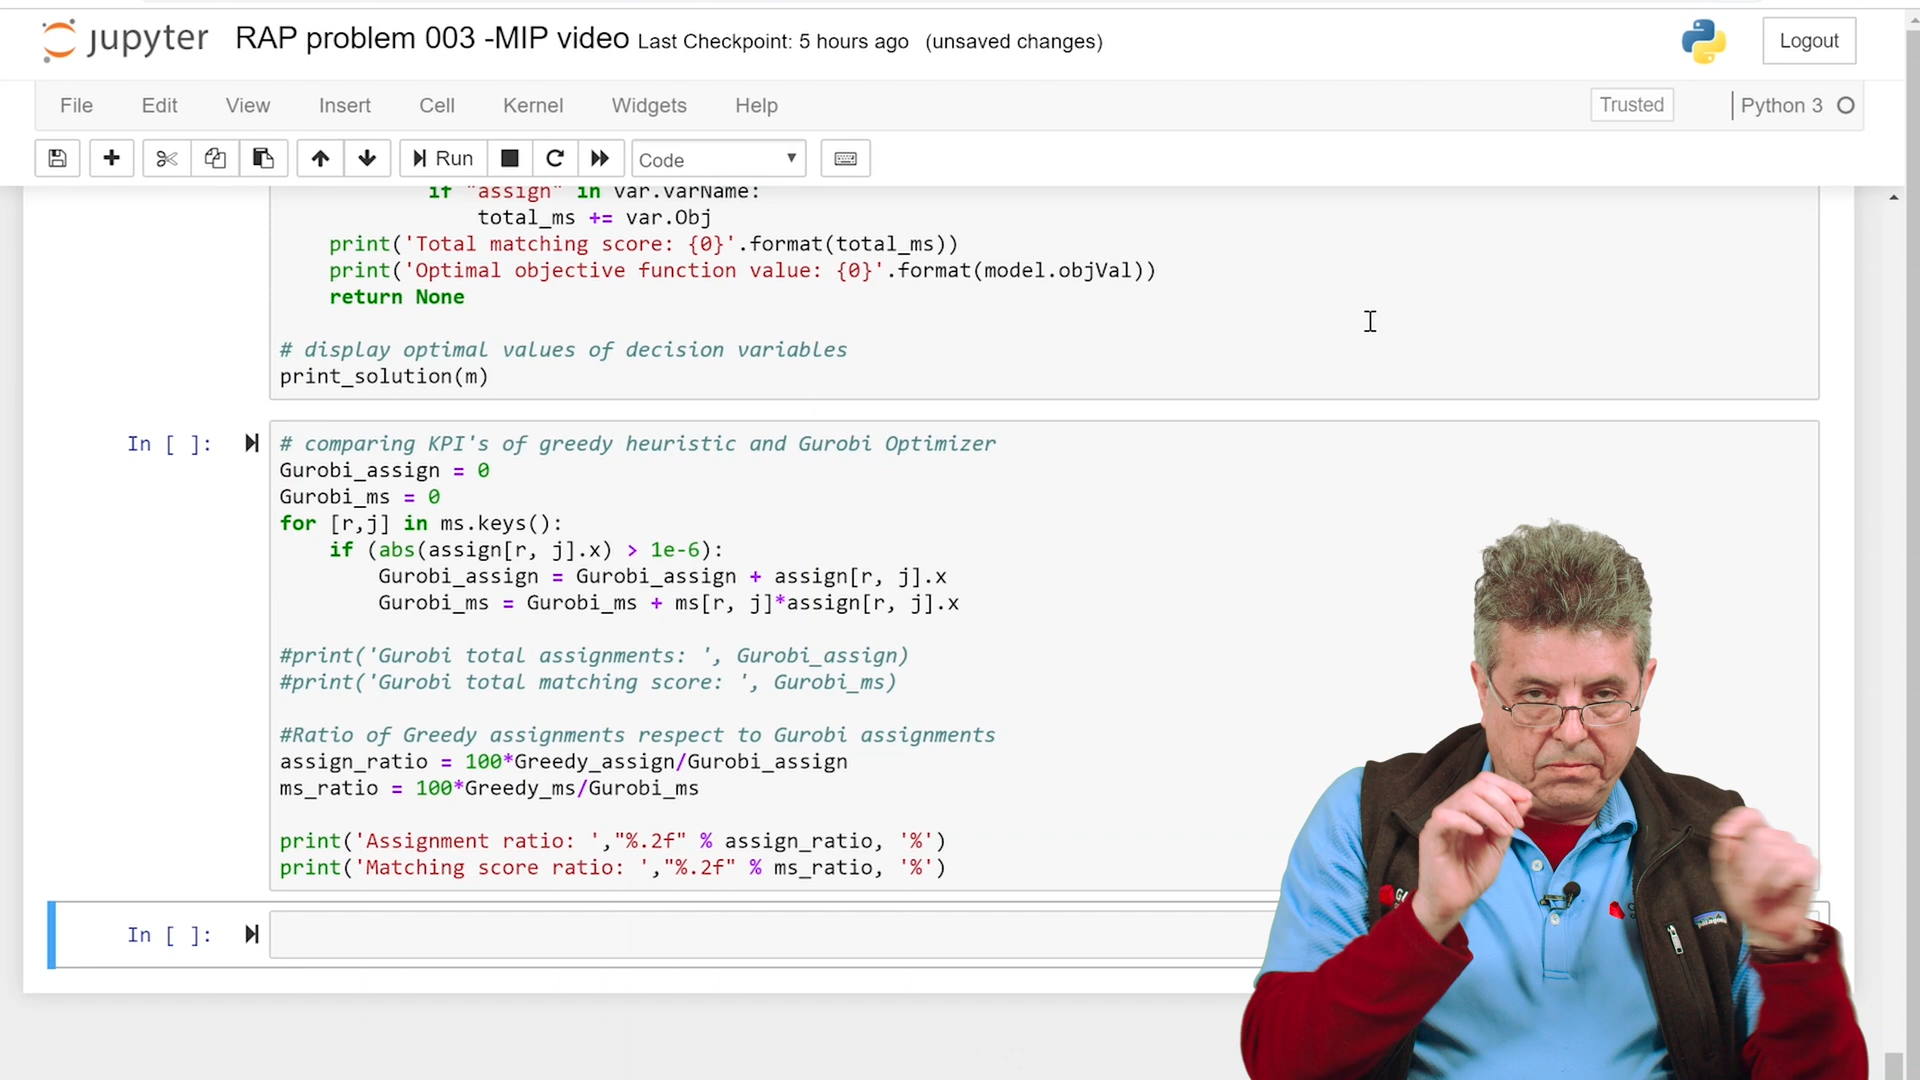 jupyter RAP problem 003 -MIP video Last Checkpoint: 5 hours ago (unsaved changes) Logout
File Edit View Insert Cell Kernel Widgets Help Trusted Python 3
Run Code
if "assign" in var.varName:
total_ms += var.Obj
print('Total matching score: {0}'.format(total_ms))
print('Optimal objective function value: {0}'.format(model.objVal))
return None
# display optimal values of decision variables
print_solution(m)
In [ ]: # comparing KPI's of greedy heuristic and Gurobi Optimizer
Gurobi_assign = 0
Gurobi_ms = 0
for [r,j] in ms.keys():
if (abs(assign[r, j].x) > 1e-6):
Gurobi_assign = Gurobi_assign + assign[r, j].x
Gurobi_ms = Gurobi_ms + ms[r, j]*assign[r, j].x
#print('Gurobi total assignments: ', Gurobi_assign)
#print('Gurobi total matching score: ', Gurobi_ms)
#Ratio of Greedy assignments respect to Gurobi assignments
assign_ratio = 100*Greedy_assign/Gurobi_assign
ms_ratio = 100*Greedy_ms/Gurobi_ms
print('Assignment ratio: ',"%.2f" % assign_ratio, '%')
print('Matching score ratio: ',"%.2f" % ms_ratio, '%')
In [ ]:
patagonia